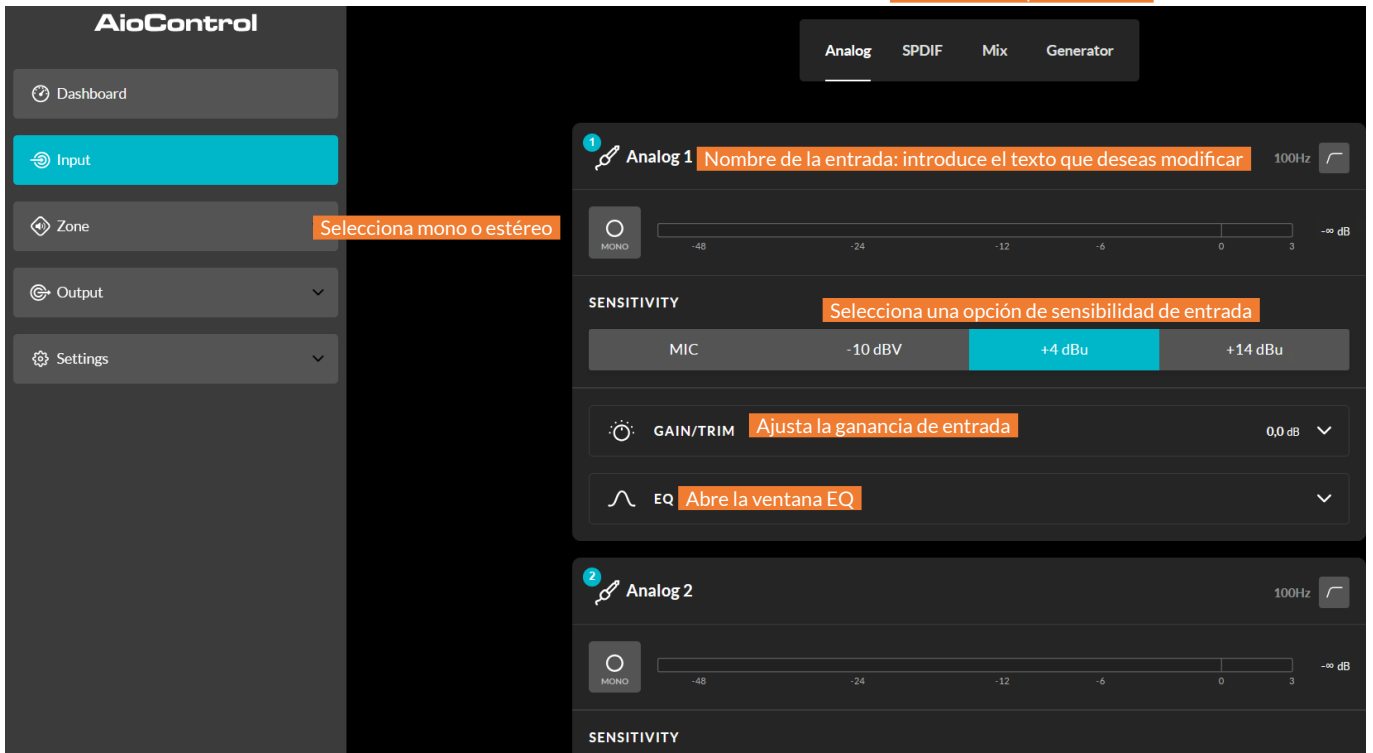 AioControl
Analog SPDIF Mix Generator
Dashboard
Input
Zone
Output
Settings
1
Analog 1 Nombre de la entrada: introduce el texto que deseas modificar 100Hz
Selecciona mono o estéreo
MONO -48 -24 -12 -6 0 3 -∞ dB
SENSITIVITY
Selecciona una opción de sensibilidad de entrada
MIC -10 dBV +4 dBu +14 dBu
GAIN/TRIM Ajusta la ganancia de entrada 0,0 dB
EQ Abre la ventana EQ
2
Analog 2 100Hz
MONO -48 -24 -12 -6 0 3 -∞ dB
SENSITIVITY